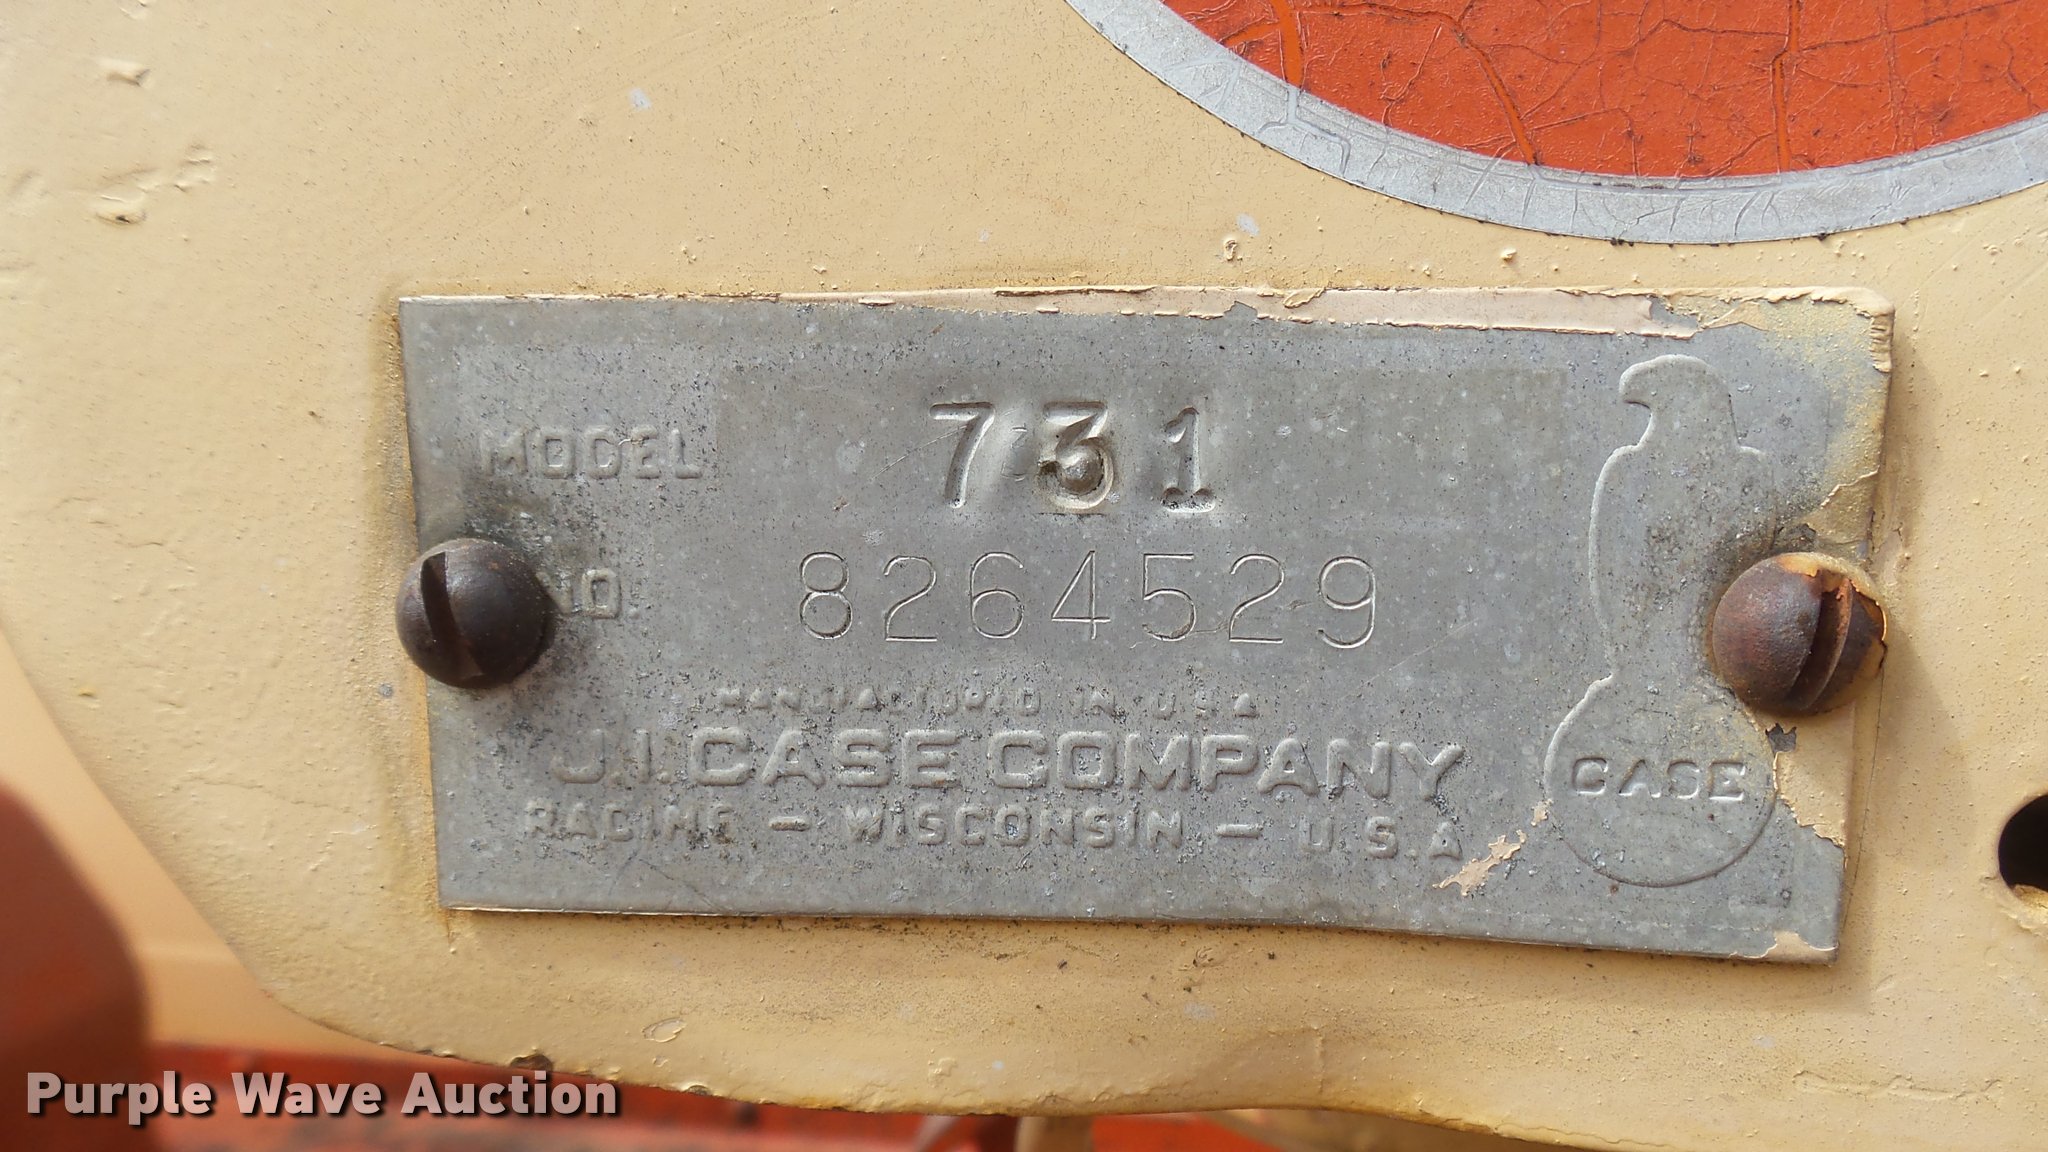 MODEL 731
NO. 8264529
MANUFACTURED IN U.S.A
J.I. CASE COMPANY
RACINE - WISCONSIN - U.S.A
CASE
Purple Wave Auction